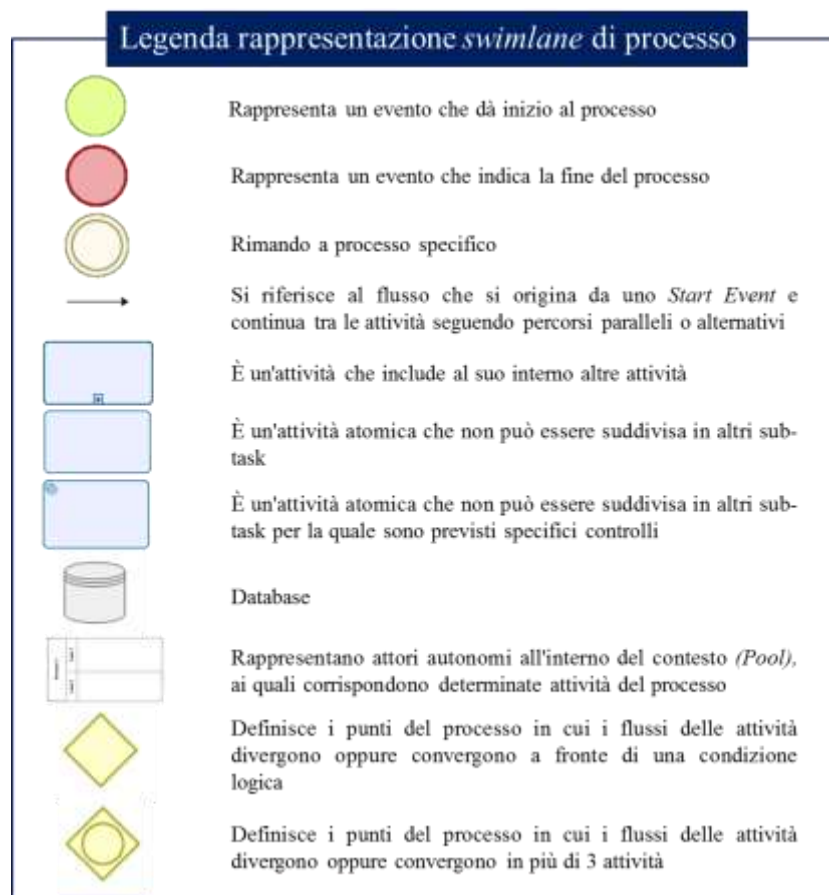 Legenda rappresentazione swimlane di processo
Rappresenta un evento che dà inizio al processo
Rappresenta un evento che indica la fine del processo
Rimando a processo specifico
Si riferisce al flusso che si origina da uno Start Event e
continua tra le attività seguendo percorsi paralleli o alternativi
È un'attività che include al suo interno altre attività
È un'attività atomica che non può essere suddivisa in altri sub-
task
È un'attività atomica che non può essere suddivisa in altri sub-
task per la quale sono previsti specifici controlli
Database
Rappresentano attori autonomi all'interno del contesto (Pool),
ai quali corrispondono determinate attività del processo
Definisce i punti del processo in cui i flussi delle attività
divergono oppure convergono a fronte di una condizione
logica
Definisce i punti del processo in cui i flussi delle attività
divergono oppure convergono in più di 3 attività